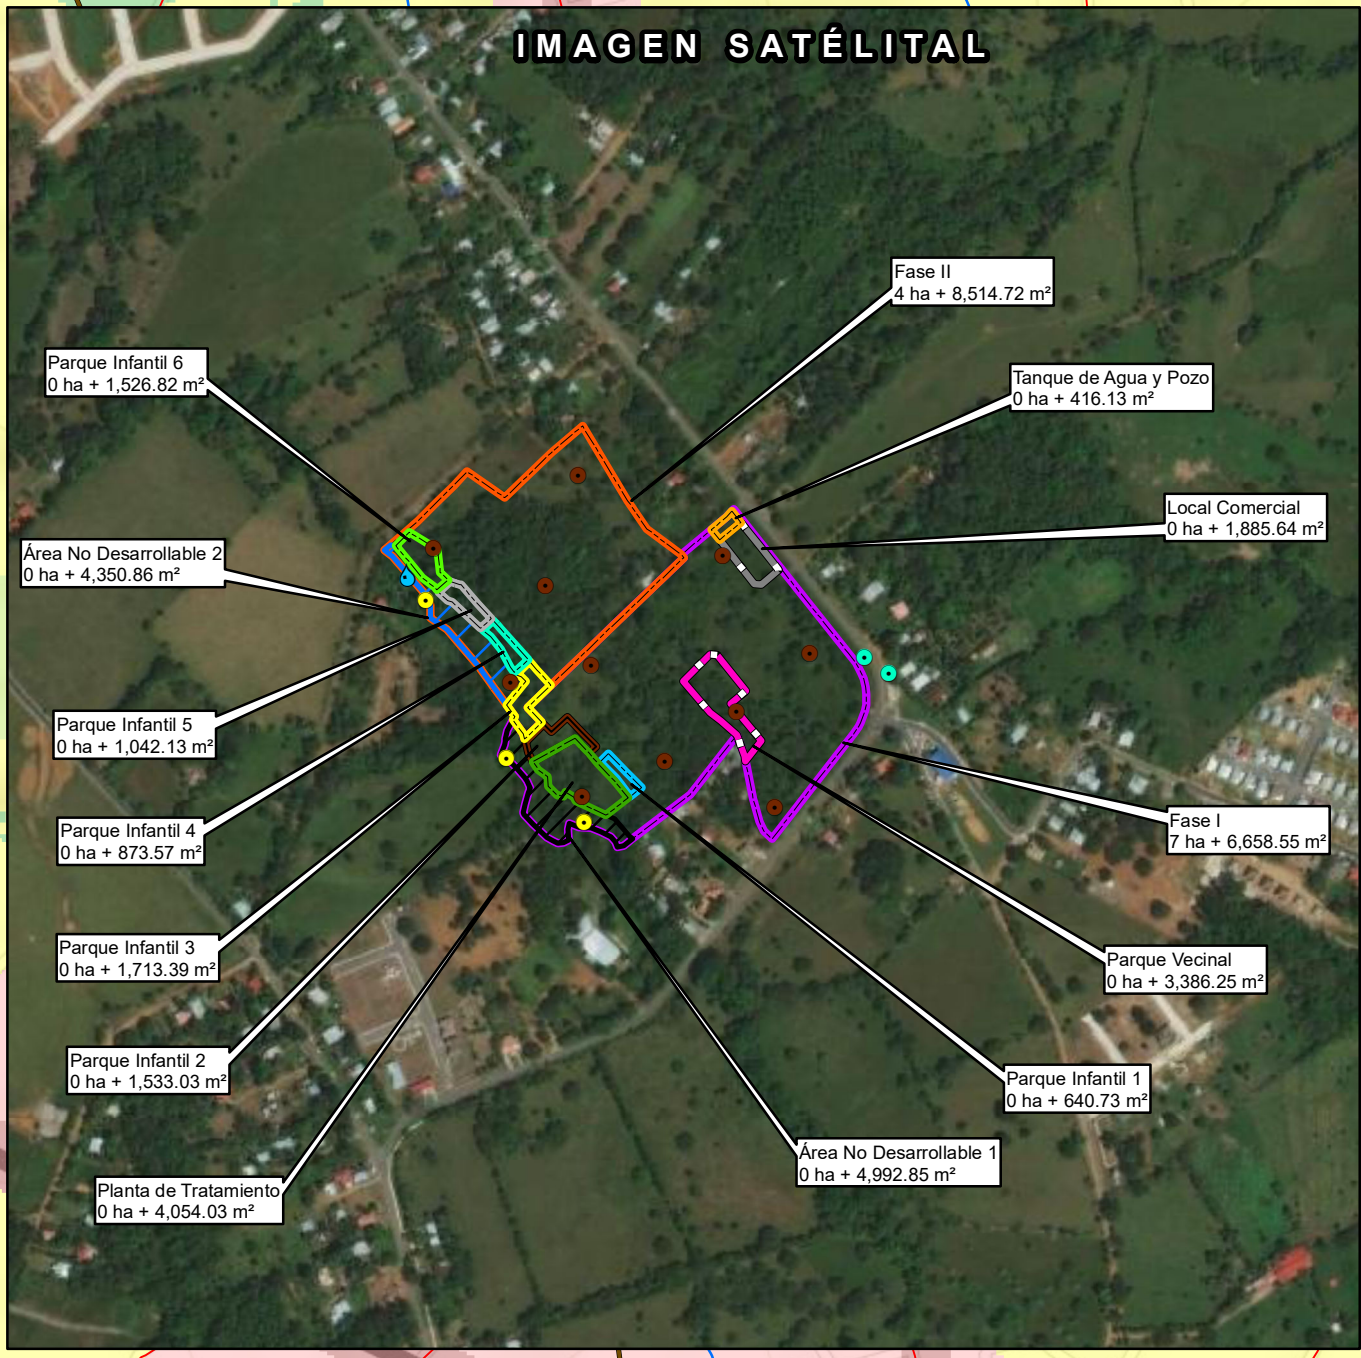 IMAGEN SATÉLITAL
Fase II
4 ha + 8,514.72 m²
Parque Infantil 6
0 ha + 1,526.82 m²
Tanque de Agua y Pozo
0 ha + 416.13 m²
Local Comercial
0 ha + 1,885.64 m²
Área No Desarrollable 2
0 ha + 4,350.86 m²
Parque Infantil 5
0 ha + 1,042.13 m²
Parque Infantil 4
0 ha + 873.57 m²
Fase I
7 ha + 6,658.55 m²
Parque Infantil 3
0 ha + 1,713.39 m²
Parque Vecinal
0 ha + 3,386.25 m²
Parque Infantil 2
0 ha + 1,533.03 m²
Parque Infantil 1
0 ha + 640.73 m²
Área No Desarrollable 1
0 ha + 4,992.85 m²
Planta de Tratamiento
0 ha + 4,054.03 m²